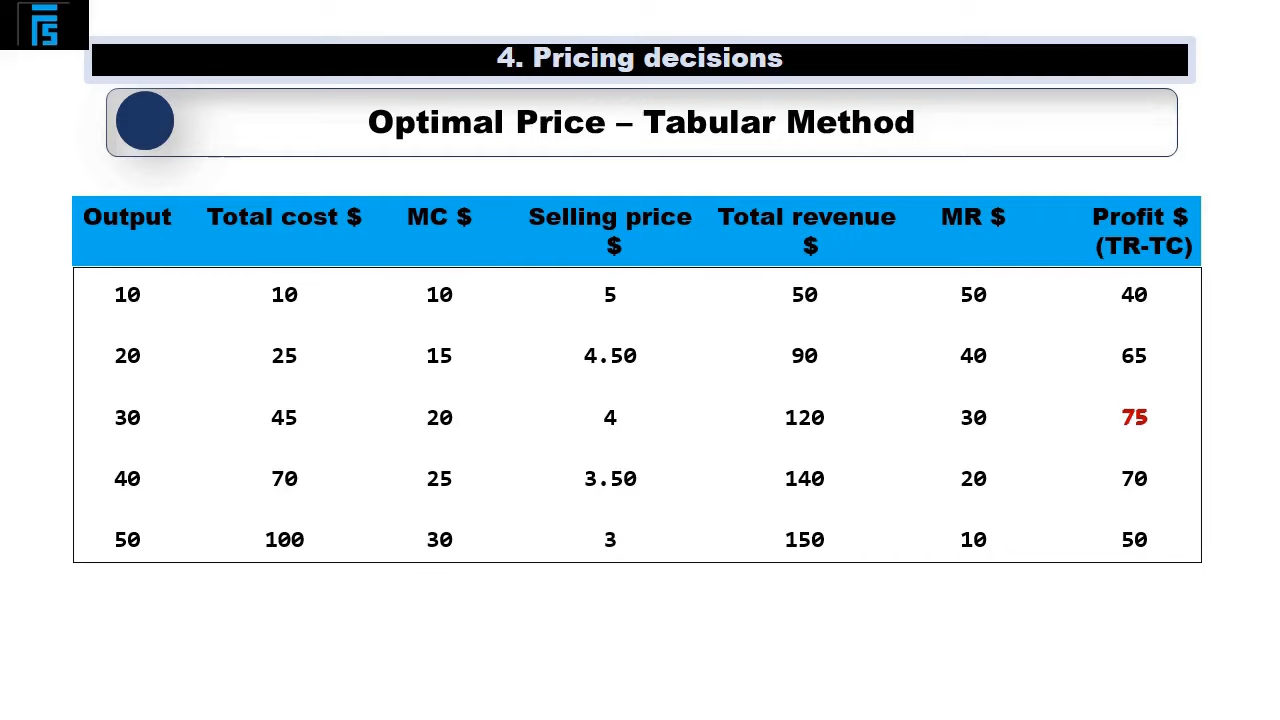 4. Pricing decisions
Optimal Price – Tabular Method
Output Total cost $ MC $ Selling price $ Total revenue $ MR $ Profit $ (TR-TC)
10 10 10 5 50 50 40
20 25 15 4.50 90 40 65
30 45 20 4 120 30 75
40 70 25 3.50 140 20 70
50 100 30 3 150 10 50